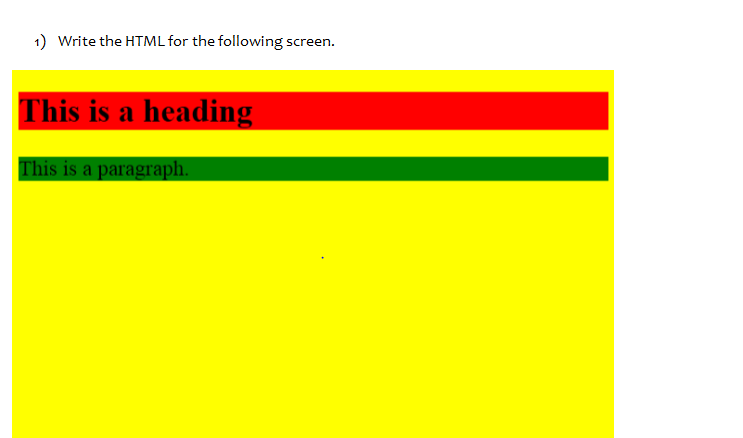 1) Write the HTML for the following screen.
This is a heading
This is a paragraph.